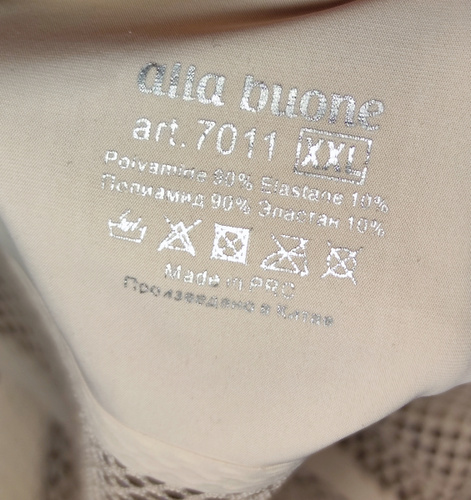 alla buone
art.7011 XXL
Polyamide 90% Elastane 10%
Полиамид 90% Эластан 10%
Made in PRC
Произведено в Китае